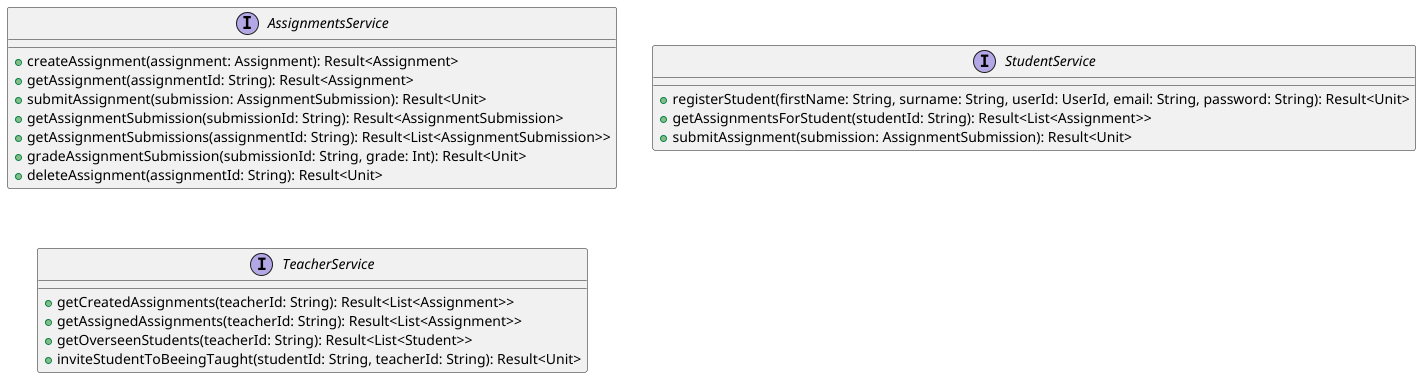 I AssignmentsService
createAssignment(assignment: Assignment): Result<Assignment>
getAssignment(assignmentId: String): Result<Assignment>
submitAssignment(submission: AssignmentSubmission): Result<Unit>
getAssignmentSubmission(submissionId: String): Result<AssignmentSubmission>
getAssignmentSubmissions(assignmentId: String): Result<List<AssignmentSubmission>>
gradeAssignmentSubmission(submissionId: String, grade: Int): Result<Unit>
deleteAssignment(assignmentId: String): Result<Unit>
I StudentService
registerStudent(firstName: String, surname: String, userId: UserId, email: String, password: String): Result<Unit>
getAssignmentsForStudent(studentId: String): Result<List<Assignment>>
submitAssignment(submission: AssignmentSubmission): Result<Unit>
I TeacherService
getCreatedAssignments(teacherId: String): Result<List<Assignment>>
getAssignedAssignments(teacherId: String): Result<List<Assignment>>
getOverseenStudents(teacherId: String): Result<List<Student>>
inviteStudentToBeeingTaught(studentId: String, teacherId: String): Result<Unit>